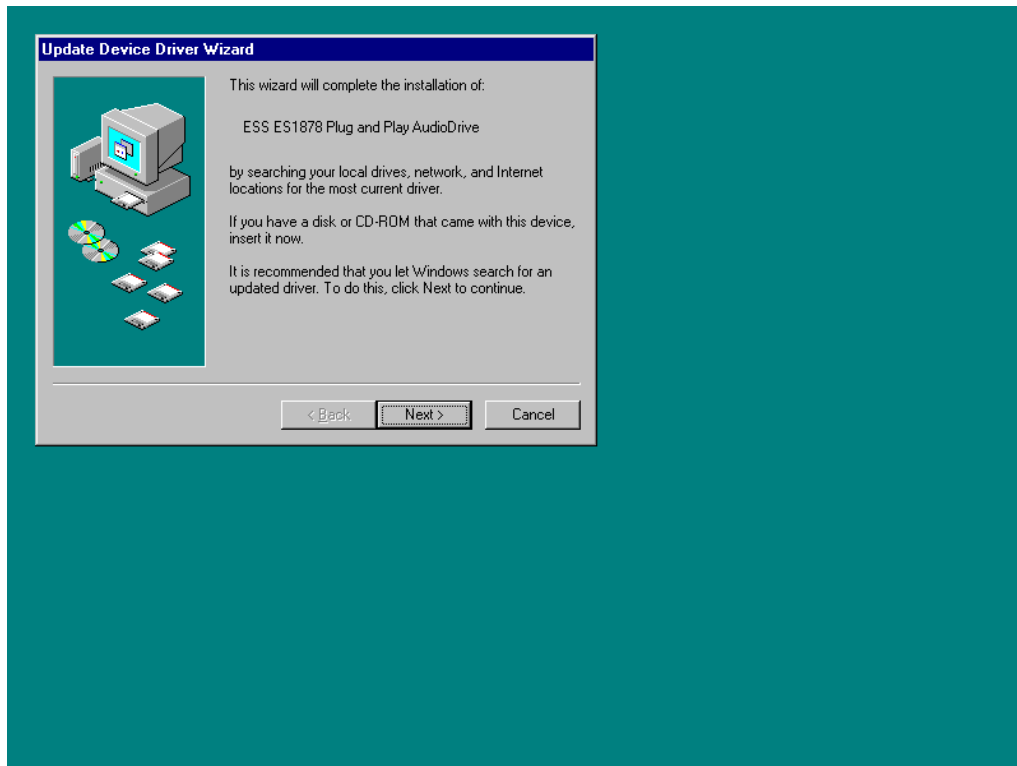 Update Device Driver Wizard
This wizard will complete the installation of:
ESS ES1878 Plug and Play AudioDrive
by searching your local drives, network, and Internet
locations for the most current driver.
If you have a disk or CD-ROM that came with this device,
insert it now.
It is recommended that you let Windows search for an
updated driver. To do this, click Next to continue.
< Back
Next >
Cancel